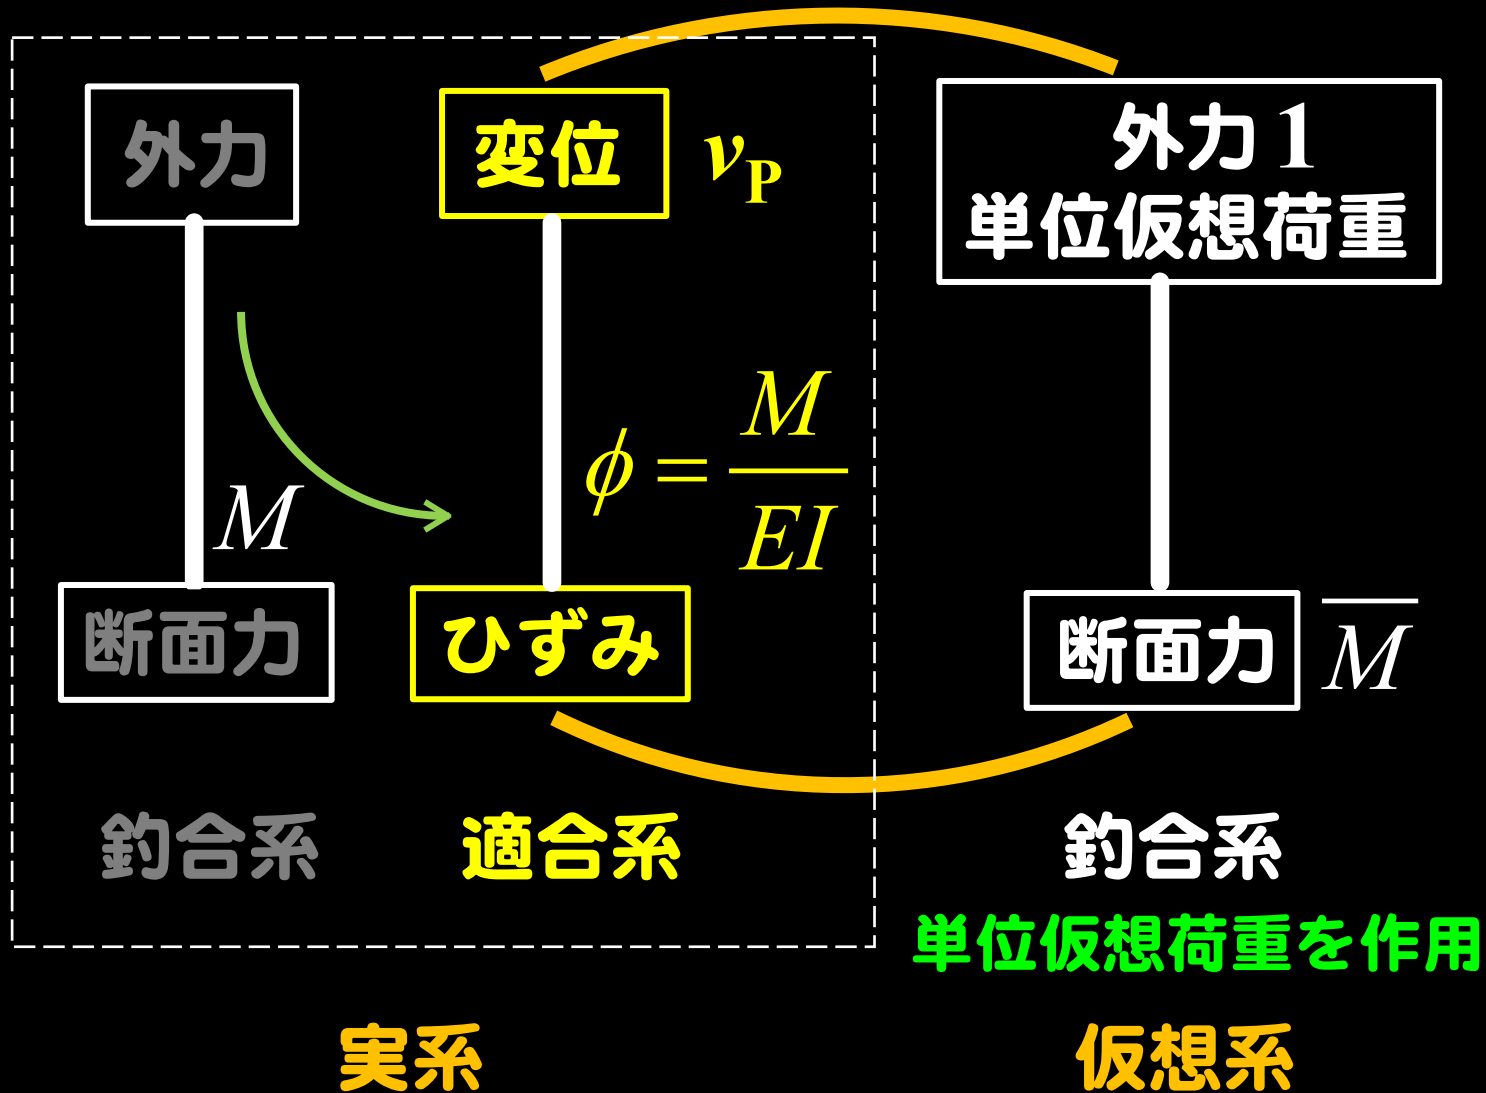 外力
変位
v_P
外力 1
単位仮想荷重
M
φ = M / EI
断面力
ひずみ
断面力
M̅
釣合系
適合系
釣合系
単位仮想荷重を作用
実系
仮想系